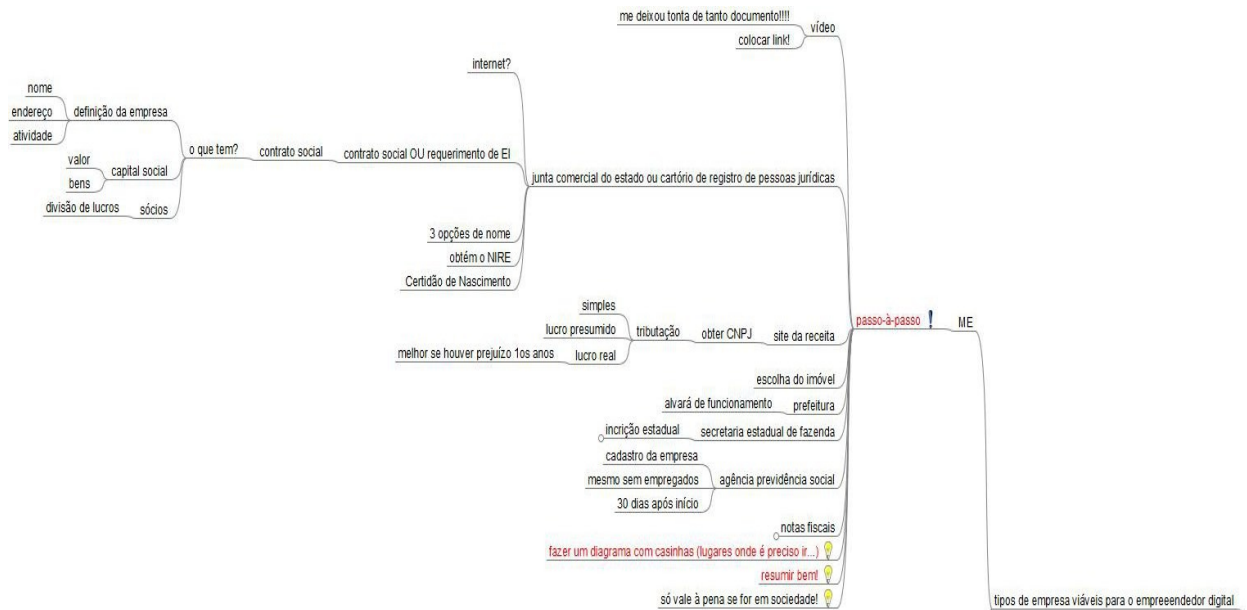 me deixou tonta de tanto documento!!!!
colocar link!
vídeo
internet?
nome
endereço
atividade
definição da empresa
valor
bens
capital social
divisão de lucros
sócios
o que tem?
contrato social
contrato social OU requerimento de EI
3 opções de nome
obtém o NIRE
Certidão de Nascimento
junta comercial do estado ou cartório de registro de pessoas jurídicas
simples
lucro presumido
melhor se houver prejuízo 1os anos
lucro real
tributação
obter CNPJ
site da receita
escolha do imóvel
alvará de funcionamento
prefeitura
incrição estadual
secretaria estadual de fazenda
cadastro da empresa
mesmo sem empregados
30 dias após início
agência previdência social
notas fiscais
fazer um diagrama com casinhas (lugares onde é preciso ir...)
resumir bem!
só vale à pena se for em sociedade!
passo-à-passo
ME
tipos de empresa viáveis para o empreeendedor digital